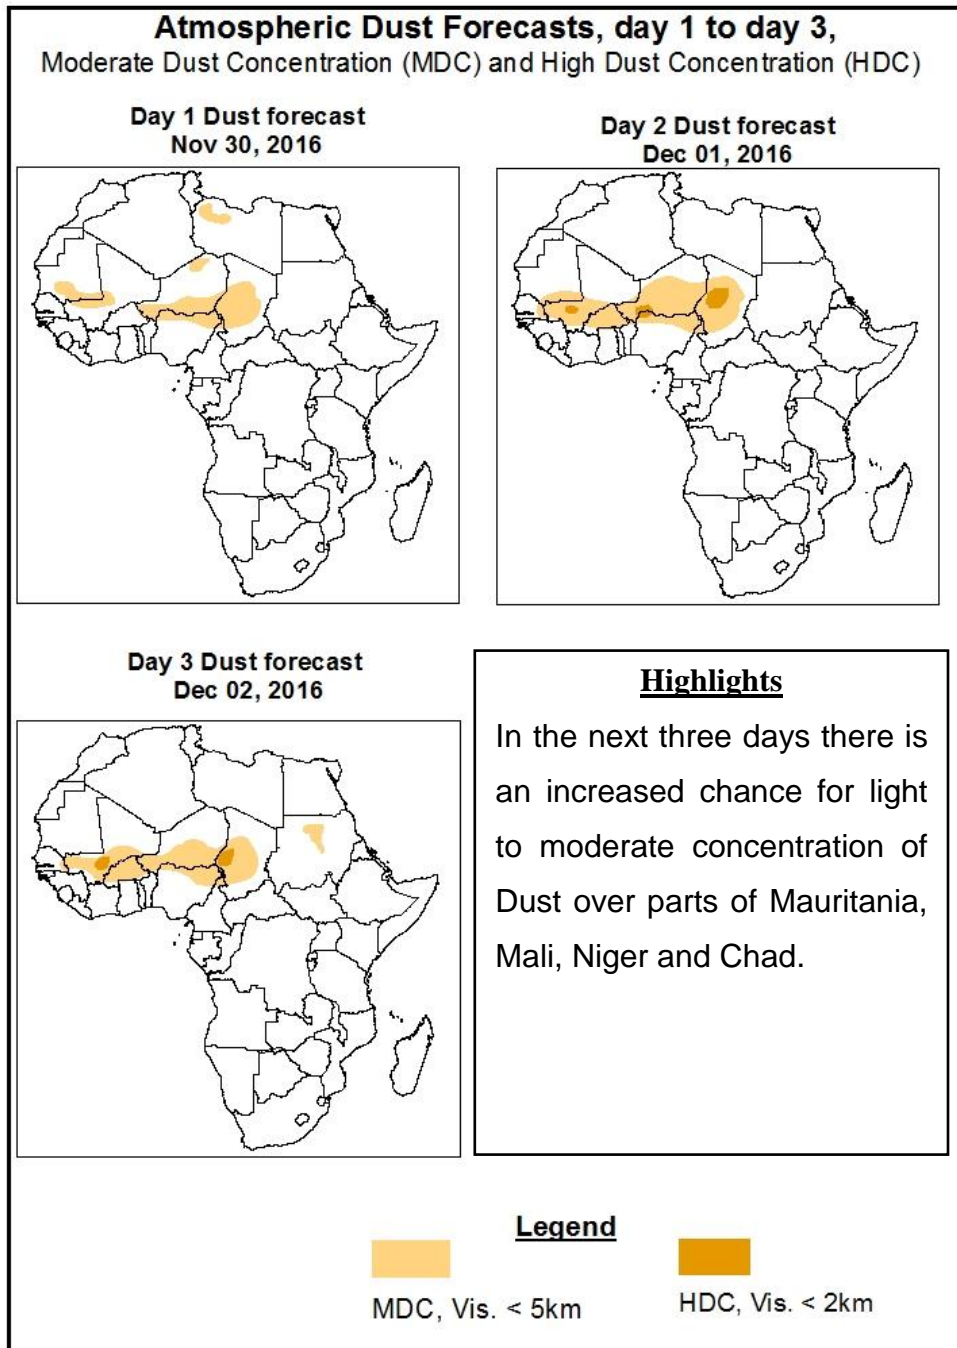 Atmospheric Dust Forecasts, day 1 to day 3,
Moderate Dust Concentration (MDC) and High Dust Concentration (HDC)
Day 1 Dust forecast
Nov 30, 2016
Day 2 Dust forecast
Dec 01, 2016
Day 3 Dust forecast
Dec 02, 2016
Highlights
In the next three days there is
an increased chance for light
to moderate concentration of
Dust over parts of Mauritania,
Mali, Niger and Chad.
Legend
MDC, Vis. < 5km
HDC, Vis. < 2km